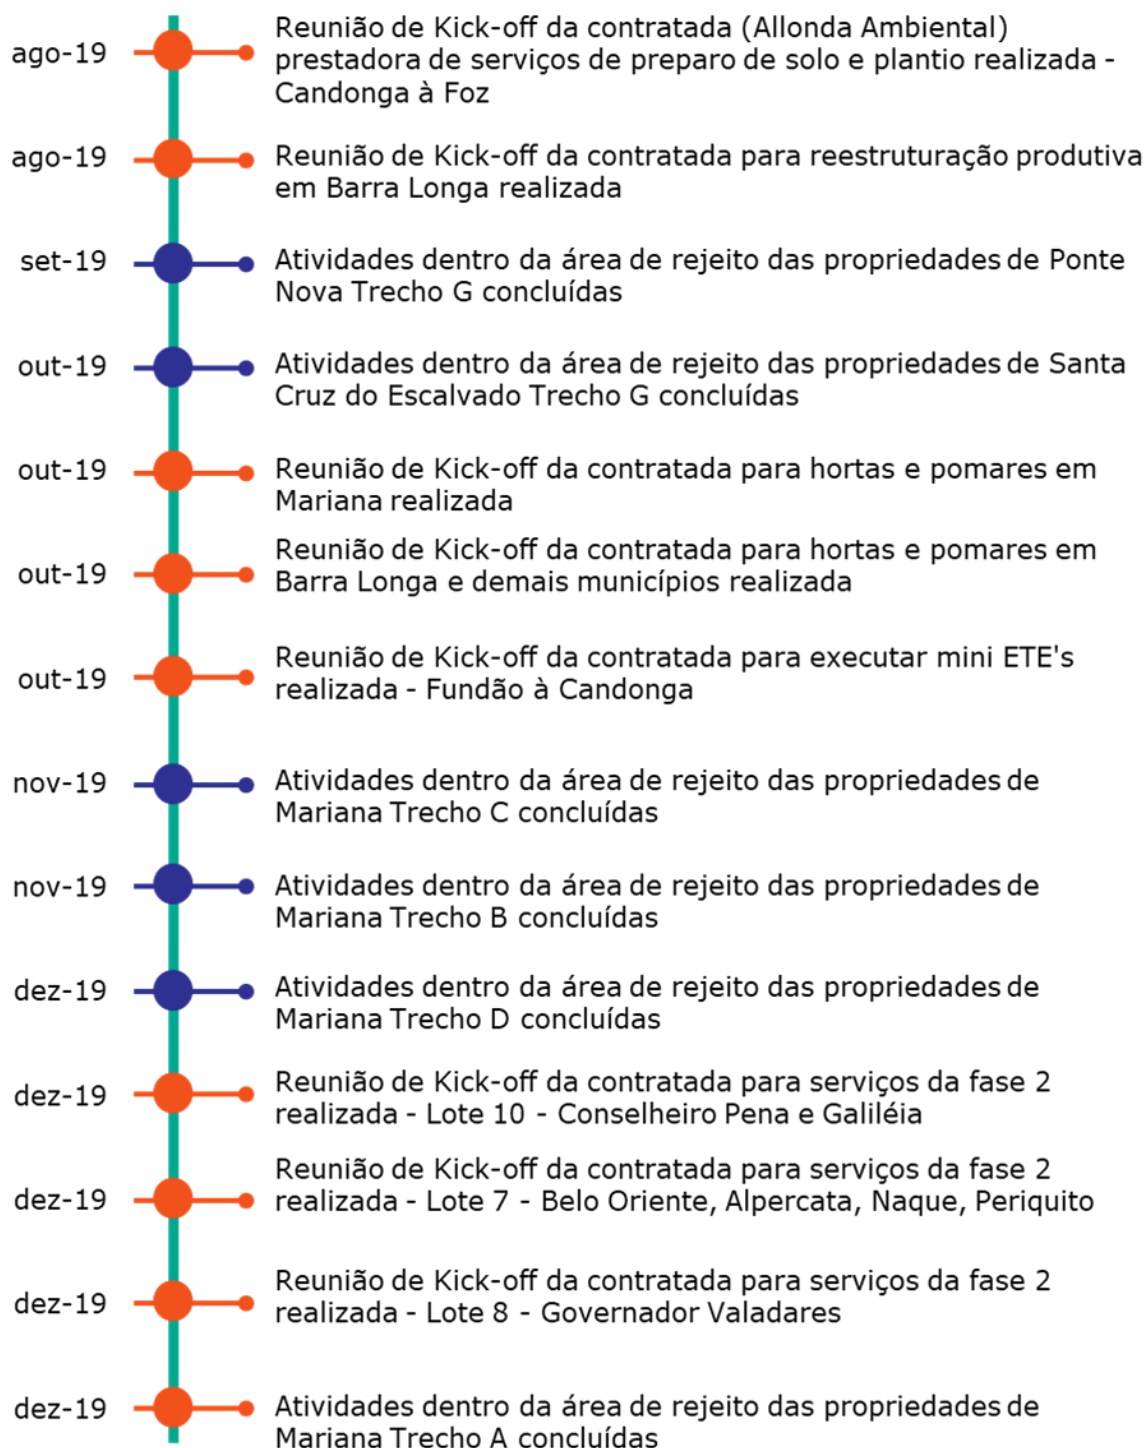 ago-19
Reunião de Kick-off da contratada (Allonda Ambiental)
prestadora de serviços de preparo de solo e plantio realizada -
Candonga à Foz
ago-19
Reunião de Kick-off da contratada para reestruturação produtiva
em Barra Longa realizada
set-19
Atividades dentro da área de rejeito das propriedades de Ponte
Nova Trecho G concluídas
out-19
Atividades dentro da área de rejeito das propriedades de Santa
Cruz do Escalvado Trecho G concluídas
out-19
Reunião de Kick-off da contratada para hortas e pomares em
Mariana realizada
out-19
Reunião de Kick-off da contratada para hortas e pomares em
Barra Longa e demais municípios realizada
out-19
Reunião de Kick-off da contratada para executar mini ETE's
realizada - Fundão à Candonga
nov-19
Atividades dentro da área de rejeito das propriedades de
Mariana Trecho C concluídas
nov-19
Atividades dentro da área de rejeito das propriedades de
Mariana Trecho B concluídas
dez-19
Atividades dentro da área de rejeito das propriedades de
Mariana Trecho D concluídas
dez-19
Reunião de Kick-off da contratada para serviços da fase 2
realizada - Lote 10 - Conselheiro Pena e Galiléia
dez-19
Reunião de Kick-off da contratada para serviços da fase 2
realizada - Lote 7 - Belo Oriente, Alpercata, Naque, Periquito
dez-19
Reunião de Kick-off da contratada para serviços da fase 2
realizada - Lote 8 - Governador Valadares
dez-19
Atividades dentro da área de rejeito das propriedades de
Mariana Trecho A concluídas